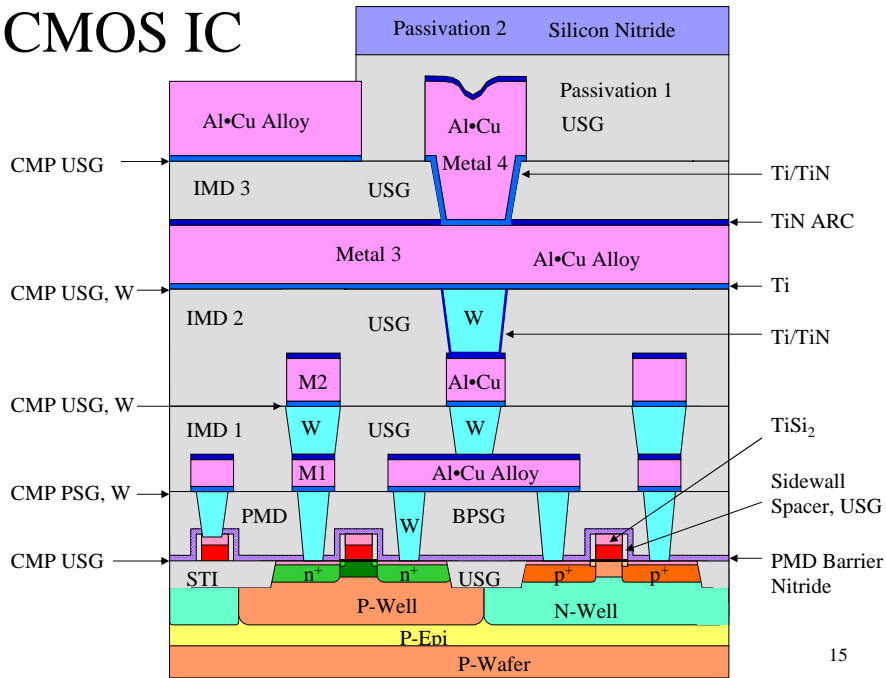 CMOS IC
Passivation 2 Silicon Nitride
Passivation 1
USG
Al•Cu Alloy
Al•Cu
Metal 4
CMP USG
Ti/TiN
IMD 3 USG
TiN ARC
Metal 3 Al•Cu Alloy
CMP USG, W
Ti
IMD 2 USG W
Ti/TiN
M2 Al•Cu
CMP USG, W
IMD 1 W USG W
TiSi₂
M1 Al•Cu Alloy
CMP PSG, W
Sidewall
Spacer, USG
PMD W BPSG
CMP USG
PMD Barrier
Nitride
STI n⁺ n⁺ USG p⁺ p⁺
P-Well N-Well
P-Epi
P-Wafer
15